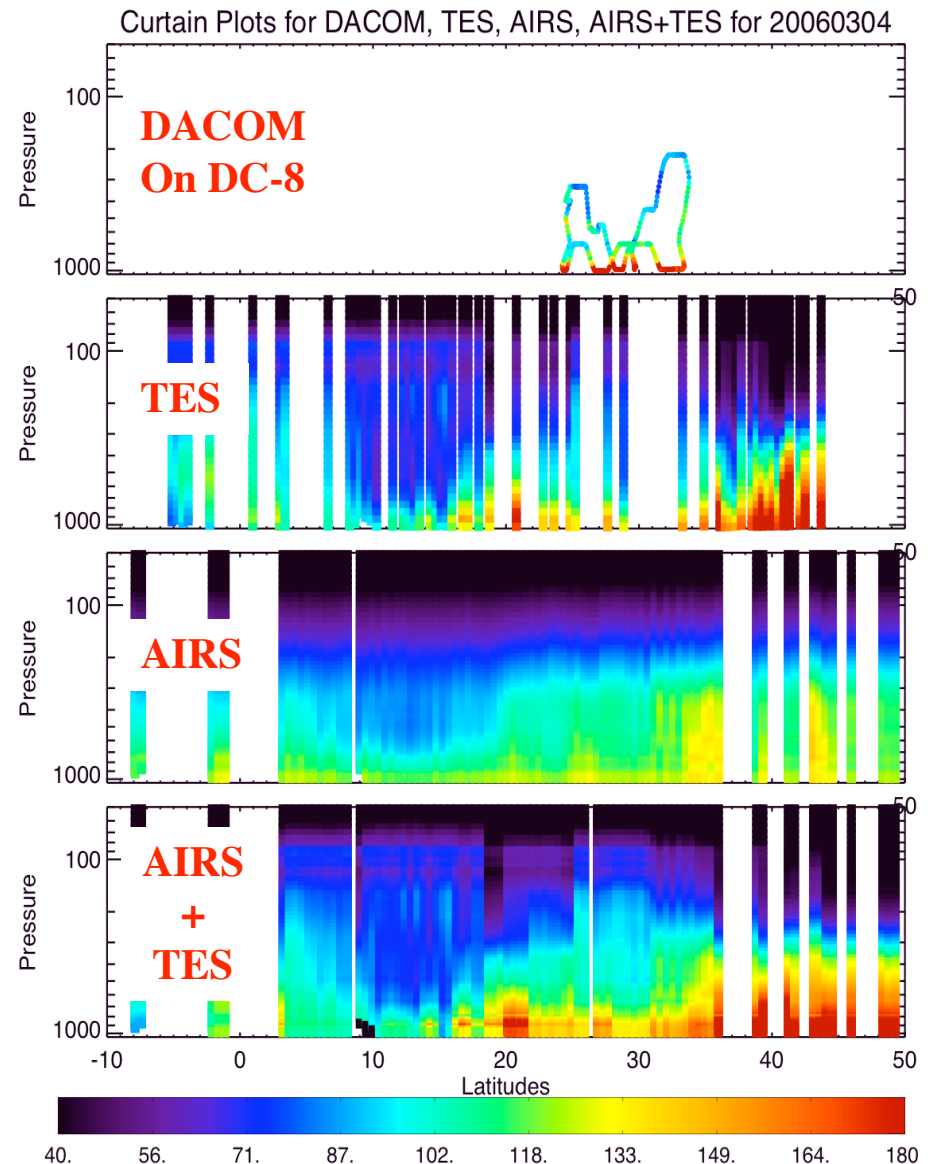 Curtain Plots for DACOM, TES, AIRS, AIRS+TES for 20060304
Pressure
100
1000
DACOM
On DC-8
50
Pressure
100
1000
TES
50
Pressure
100
1000
AIRS
50
Pressure
100
1000
AIRS
+
TES
-10 0 10 20 30 40 50
Latitudes
40. 56. 71. 87. 102. 118. 133. 149. 164. 180